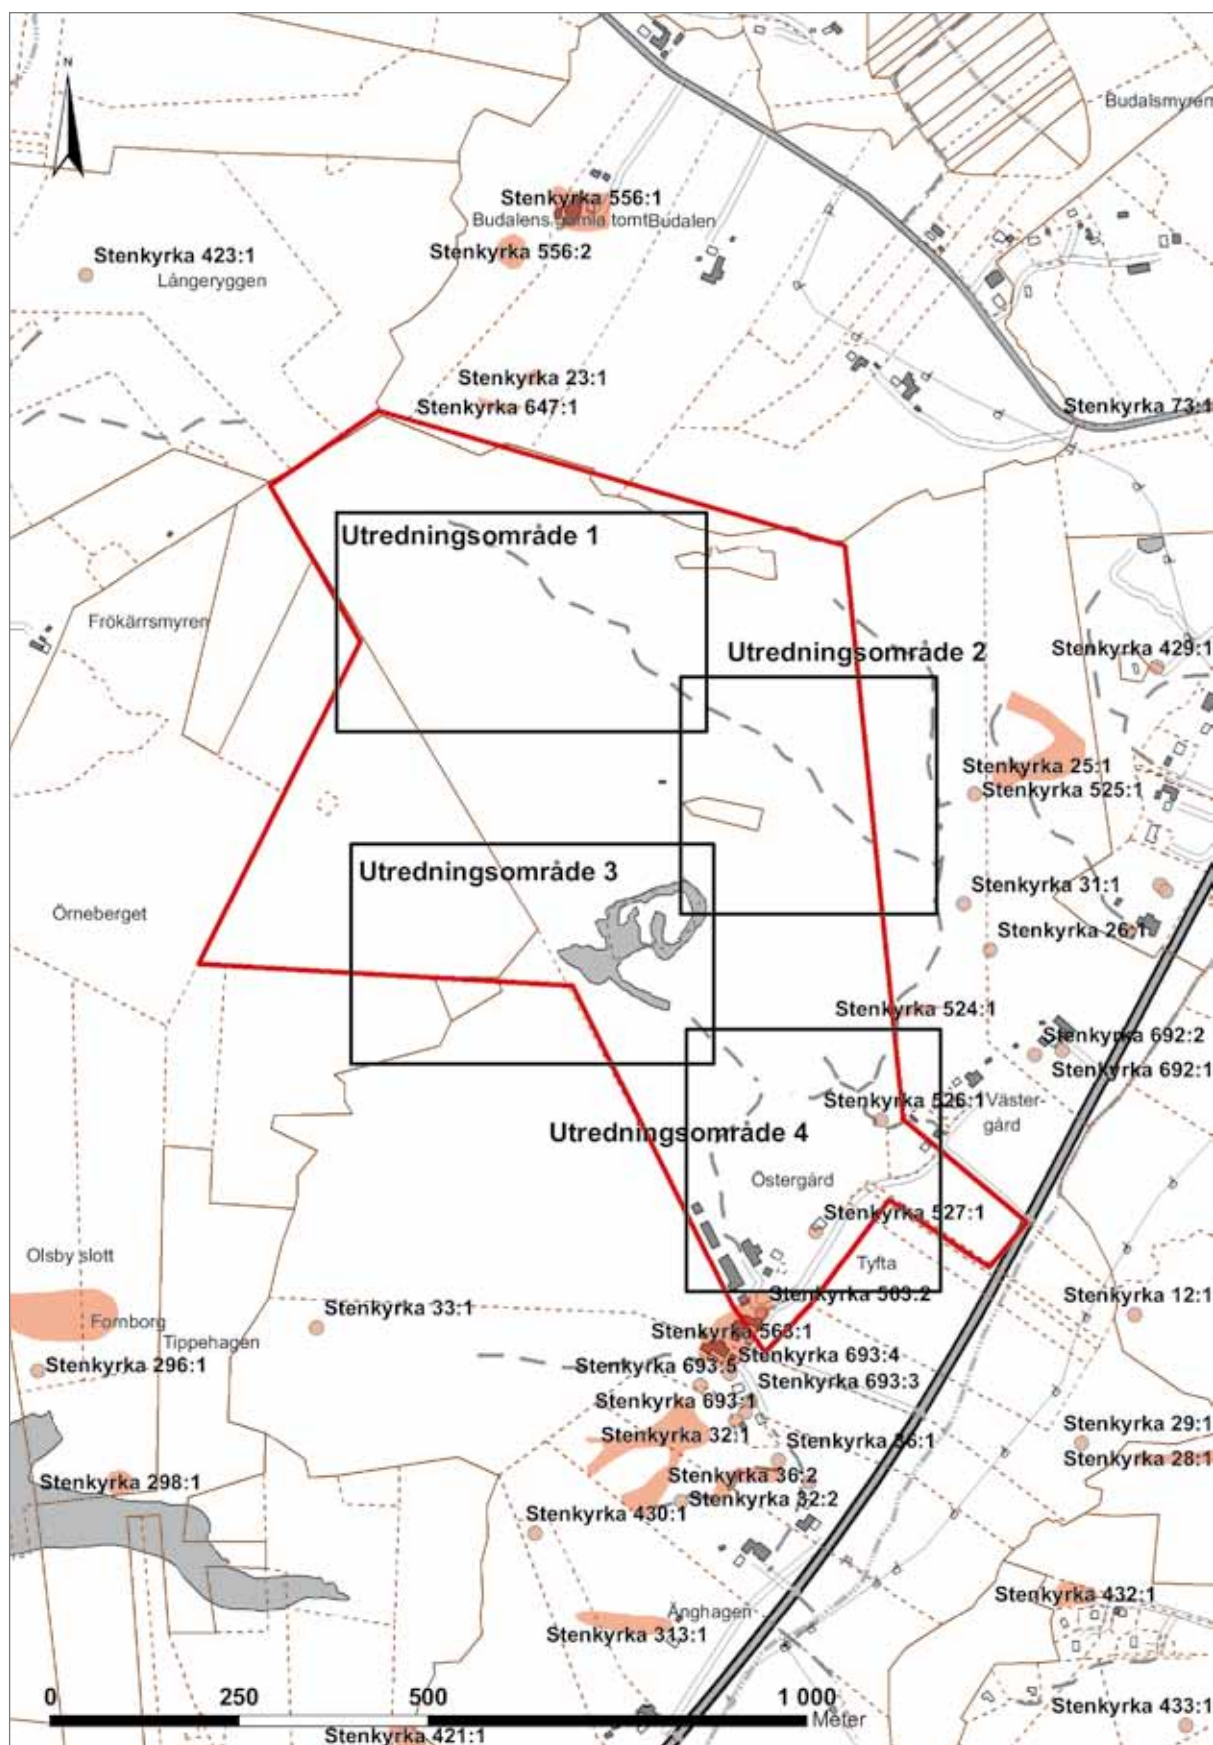 N
Budalsmyren
Stenkyrka 556:1
Budalens gamla tomt
Budalen
Stenkyrka 556:2
Stenkyrka 423:1
Långeryggen
Stenkyrka 23:1
Stenkyrka 647:1
Stenkyrka 73:1
Utredningsområde 1
Frökärrsmyren
Utredningsområde 2
Stenkyrka 429:1
Stenkyrka 25:1
Stenkyrka 525:1
Utredningsområde 3
Stenkyrka 31:1
Örneberget
Stenkyrka 26:1
Stenkyrka 524:1
Stenkyrka 692:2
Stenkyrka 692:1
Stenkyrka 526:1
Väster-
gård
Utredningsområde 4
Östergård
Stenkyrka 527:1
Olsby slott
Tyfta
Stenkyrka 563:2
Stenkyrka 12:1
Stenkyrka 33:1
Fornborg
Tippehagen
Stenkyrka 563:1
Stenkyrka 296:1
Stenkyrka 693:4
Stenkyrka 693:5
Stenkyrka 693:3
Stenkyrka 693:1
Stenkyrka 29:1
Stenkyrka 32:1
Stenkyrka 36:1
Stenkyrka 28:1
Stenkyrka 298:1
Stenkyrka 36:2
Stenkyrka 32:2
Stenkyrka 430:1
Stenkyrka 432:1
Änghagen
Stenkyrka 313:1
0 250 500 1 000
Meter
Stenkyrka 433:1
Stenkyrka 421:1